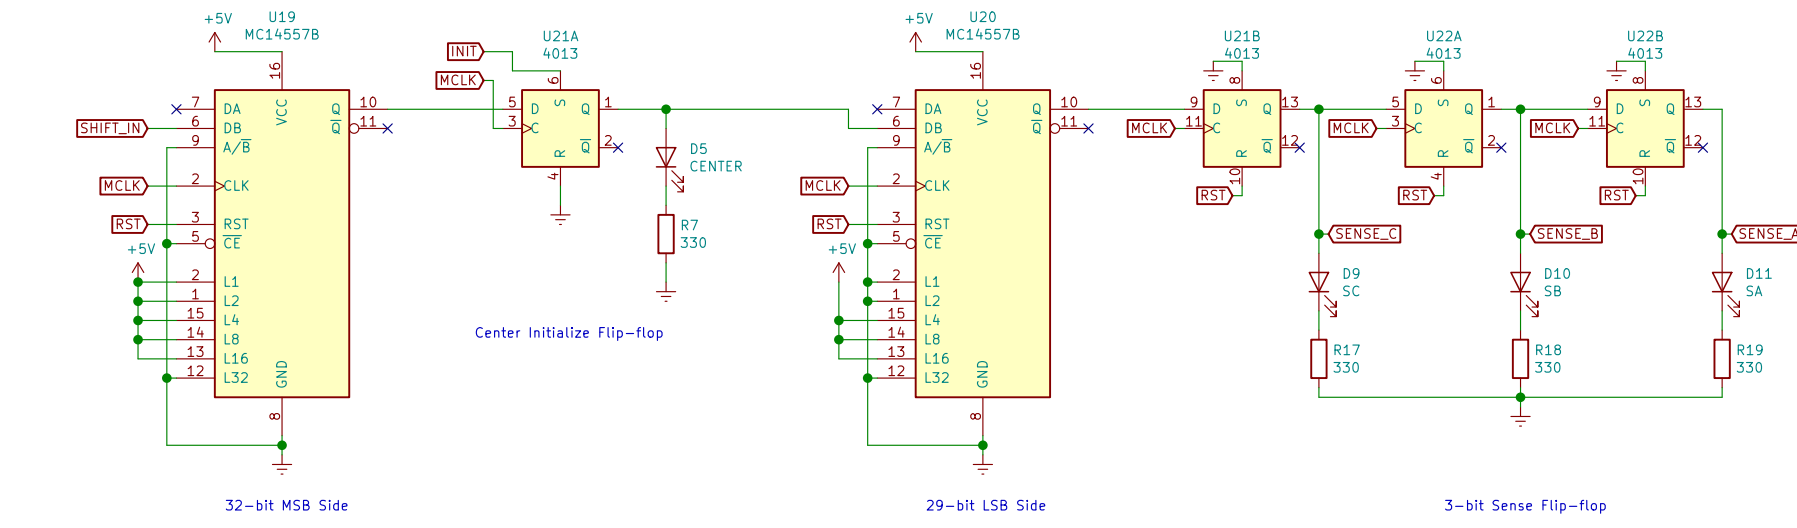 +5V
U19
MC14557B
16
7 DA
VCC
Q 10
SHIFT_IN
6 DB
Q 11
9 A/B
MCLK
2 CLK
RST
3 RST
5 CE
+5V
2 L1
1 L2
15 L4
14 L8
13 L16
12 L32
GND
8
32-bit MSB Side
INIT
MCLK
U21A
4013
6
5 D
S
Q 1
3 C
R
Q 2
4
D5
CENTER
R7
330
Center Initialize Flip-flop
+5V
U20
MC14557B
16
7 DA
VCC
Q 10
6 DB
Q 11
9 A/B
MCLK
2 CLK
RST
3 RST
5 CE
+5V
2 L1
1 L2
15 L4
14 L8
13 L16
12 L32
GND
8
29-bit LSB Side
U21B
4013
8
9 D
S
Q 13
MCLK
11 C
R
Q 12
10
RST
SENSE_C
D9
SC
R17
330
U22A
4013
6
5 D
S
Q 1
MCLK
3 C
R
Q 2
4
RST
SENSE_B
D10
SB
R18
330
U22B
4013
8
9 D
S
Q 13
MCLK
11 C
R
Q 12
10
RST
SENSE_A
D11
SA
R19
330
3-bit Sense Flip-flop